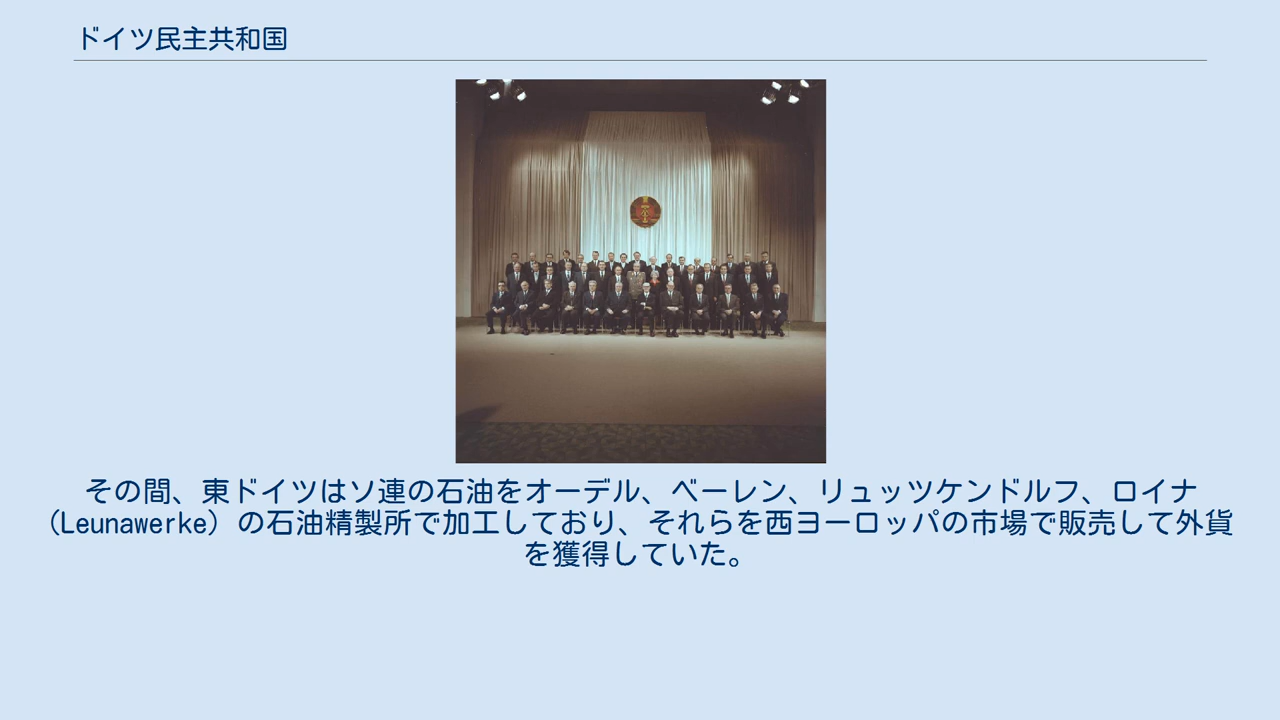 ドイツ民主共和国
その間、東ドイツはソ連の石油をオーデル、ベーレン、リュッツケンドルフ、ロイナ
（Leunawerke）の石油精製所で加工しており、それらを西ヨーロッパの市場で販売して外貨
を獲得していた。